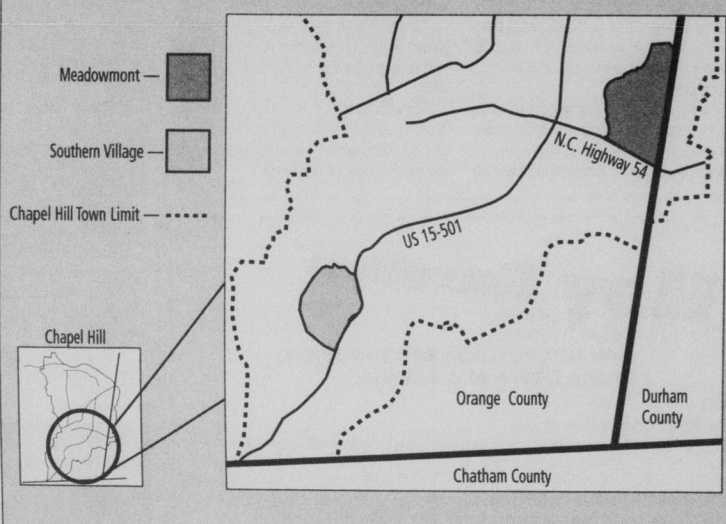 Meadowmont
Southern Village
Chapel Hill Town Limit
Chapel Hill
N.C. Highway 54
US 15-501
Orange County
Durham
County
Chatham County